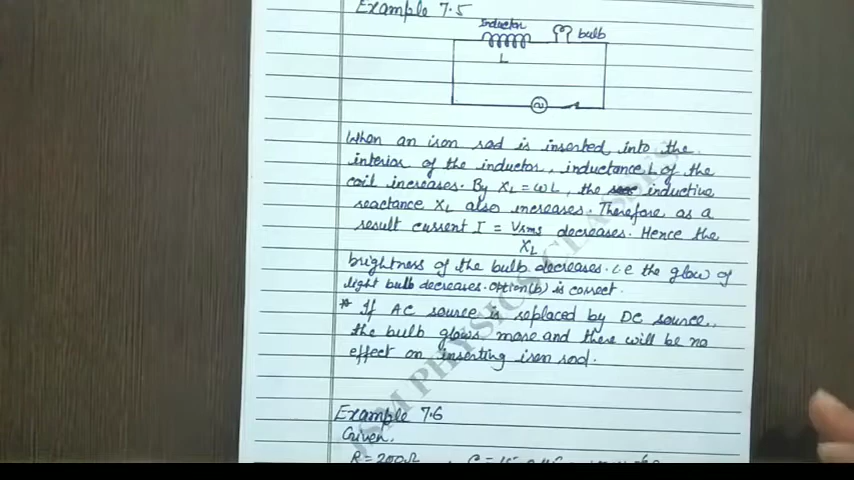 Example 7.5
Inductor
bulb
L
When an iron rod is inserted into the
interior of the inductor, inductance L of the
coil increases. By XL = ωL, the inductive
reactance XL also increases. Therefore as a
result current I = Vrms decreases. Hence the
XL
brightness of the bulb decreases. i.e the glow of
light bulb decreases. option(b) is correct.
* If AC source is replaced by DC source,
the bulb glows more and there will be no
effect on inserting iron rod.
JSM PHYSICS CLASSES
Example 7.6
Given,
R = 200Ω